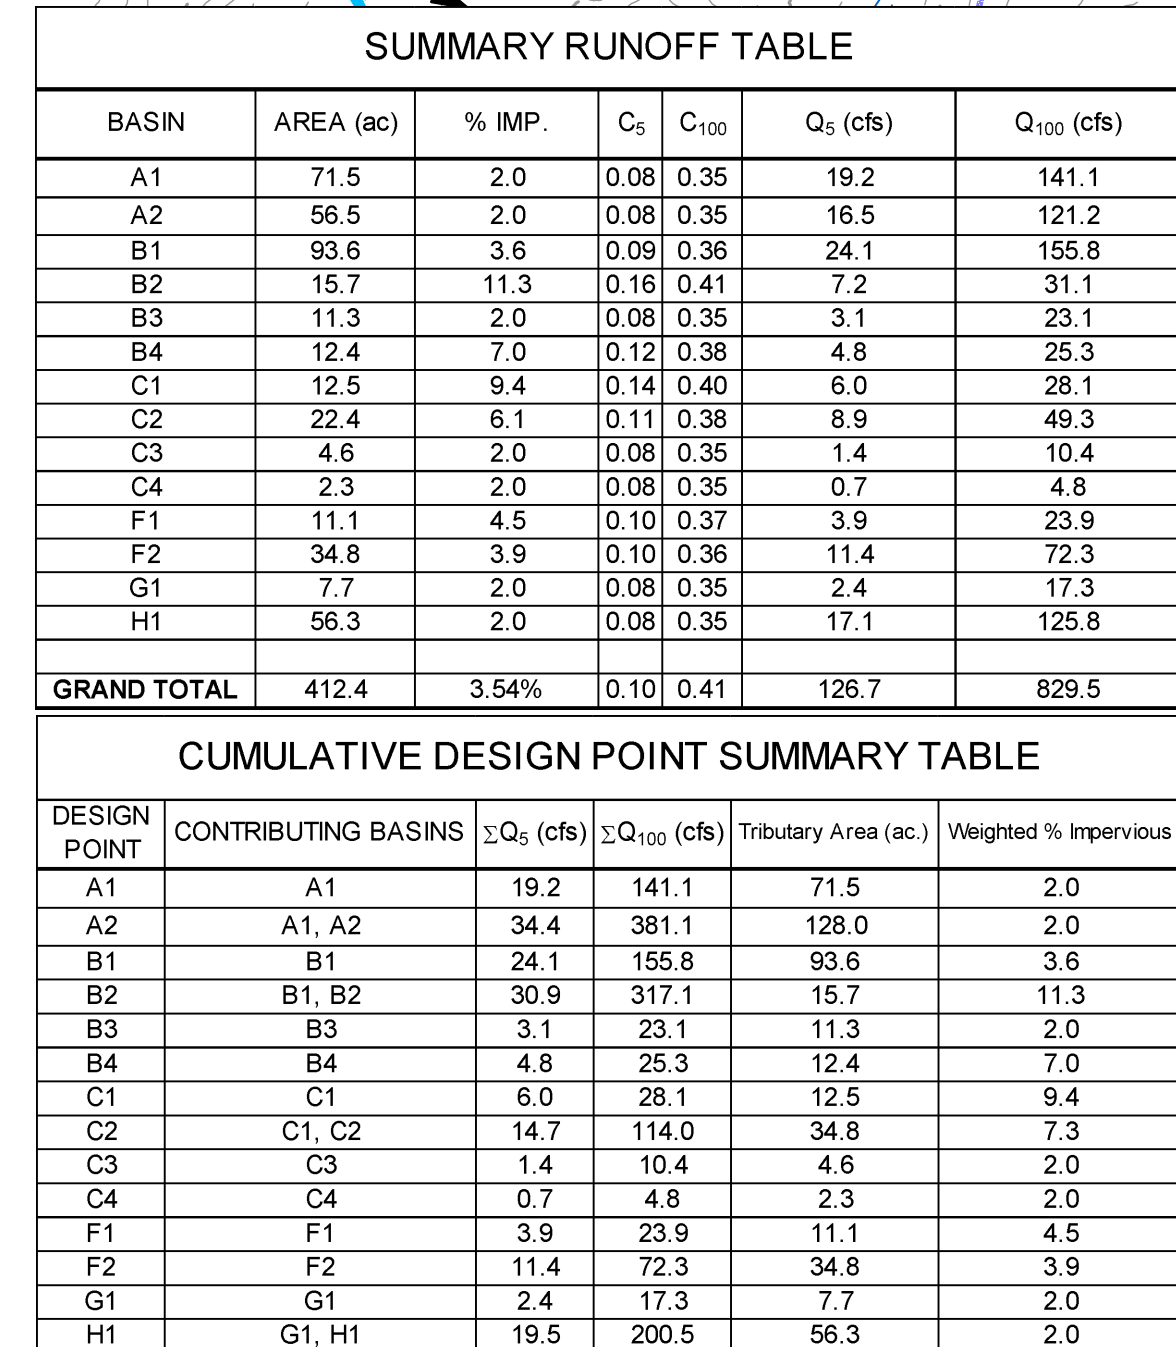 SUMMARY RUNOFF TABLE
BASIN AREA (ac) % IMP. C5 C100 Q5 (cfs) Q100 (cfs)
A1 71.5 2.0 0.08 0.35 19.2 141.1
A2 56.5 2.0 0.08 0.35 16.5 121.2
B1 93.6 3.6 0.09 0.36 24.1 155.8
B2 15.7 11.3 0.16 0.41 7.2 31.1
B3 11.3 2.0 0.08 0.35 3.1 23.1
B4 12.4 7.0 0.12 0.38 4.8 25.3
C1 12.5 9.4 0.14 0.40 6.0 28.1
C2 22.4 6.1 0.11 0.38 8.9 49.3
C3 4.6 2.0 0.08 0.35 1.4 10.4
C4 2.3 2.0 0.08 0.35 0.7 4.8
F1 11.1 4.5 0.10 0.37 3.9 23.9
F2 34.8 3.9 0.10 0.36 11.4 72.3
G1 7.7 2.0 0.08 0.35 2.4 17.3
H1 56.3 2.0 0.08 0.35 17.1 125.8
GRAND TOTAL 412.4 3.54% 0.10 0.41 126.7 829.5
CUMULATIVE DESIGN POINT SUMMARY TABLE
DESIGN
POINT CONTRIBUTING BASINS ΣQ5 (cfs) ΣQ100 (cfs) Tributary Area (ac.) Weighted % Impervious
A1 A1 19.2 141.1 71.5 2.0
A2 A1, A2 34.4 381.1 128.0 2.0
B1 B1 24.1 155.8 93.6 3.6
B2 B1, B2 30.9 317.1 15.7 11.3
B3 B3 3.1 23.1 11.3 2.0
B4 B4 4.8 25.3 12.4 7.0
C1 C1 6.0 28.1 12.5 9.4
C2 C1, C2 14.7 114.0 34.8 7.3
C3 C3 1.4 10.4 4.6 2.0
C4 C4 0.7 4.8 2.3 2.0
F1 F1 3.9 23.9 11.1 4.5
F2 F2 11.4 72.3 34.8 3.9
G1 G1 2.4 17.3 7.7 2.0
H1 G1, H1 19.5 200.5 56.3 2.0